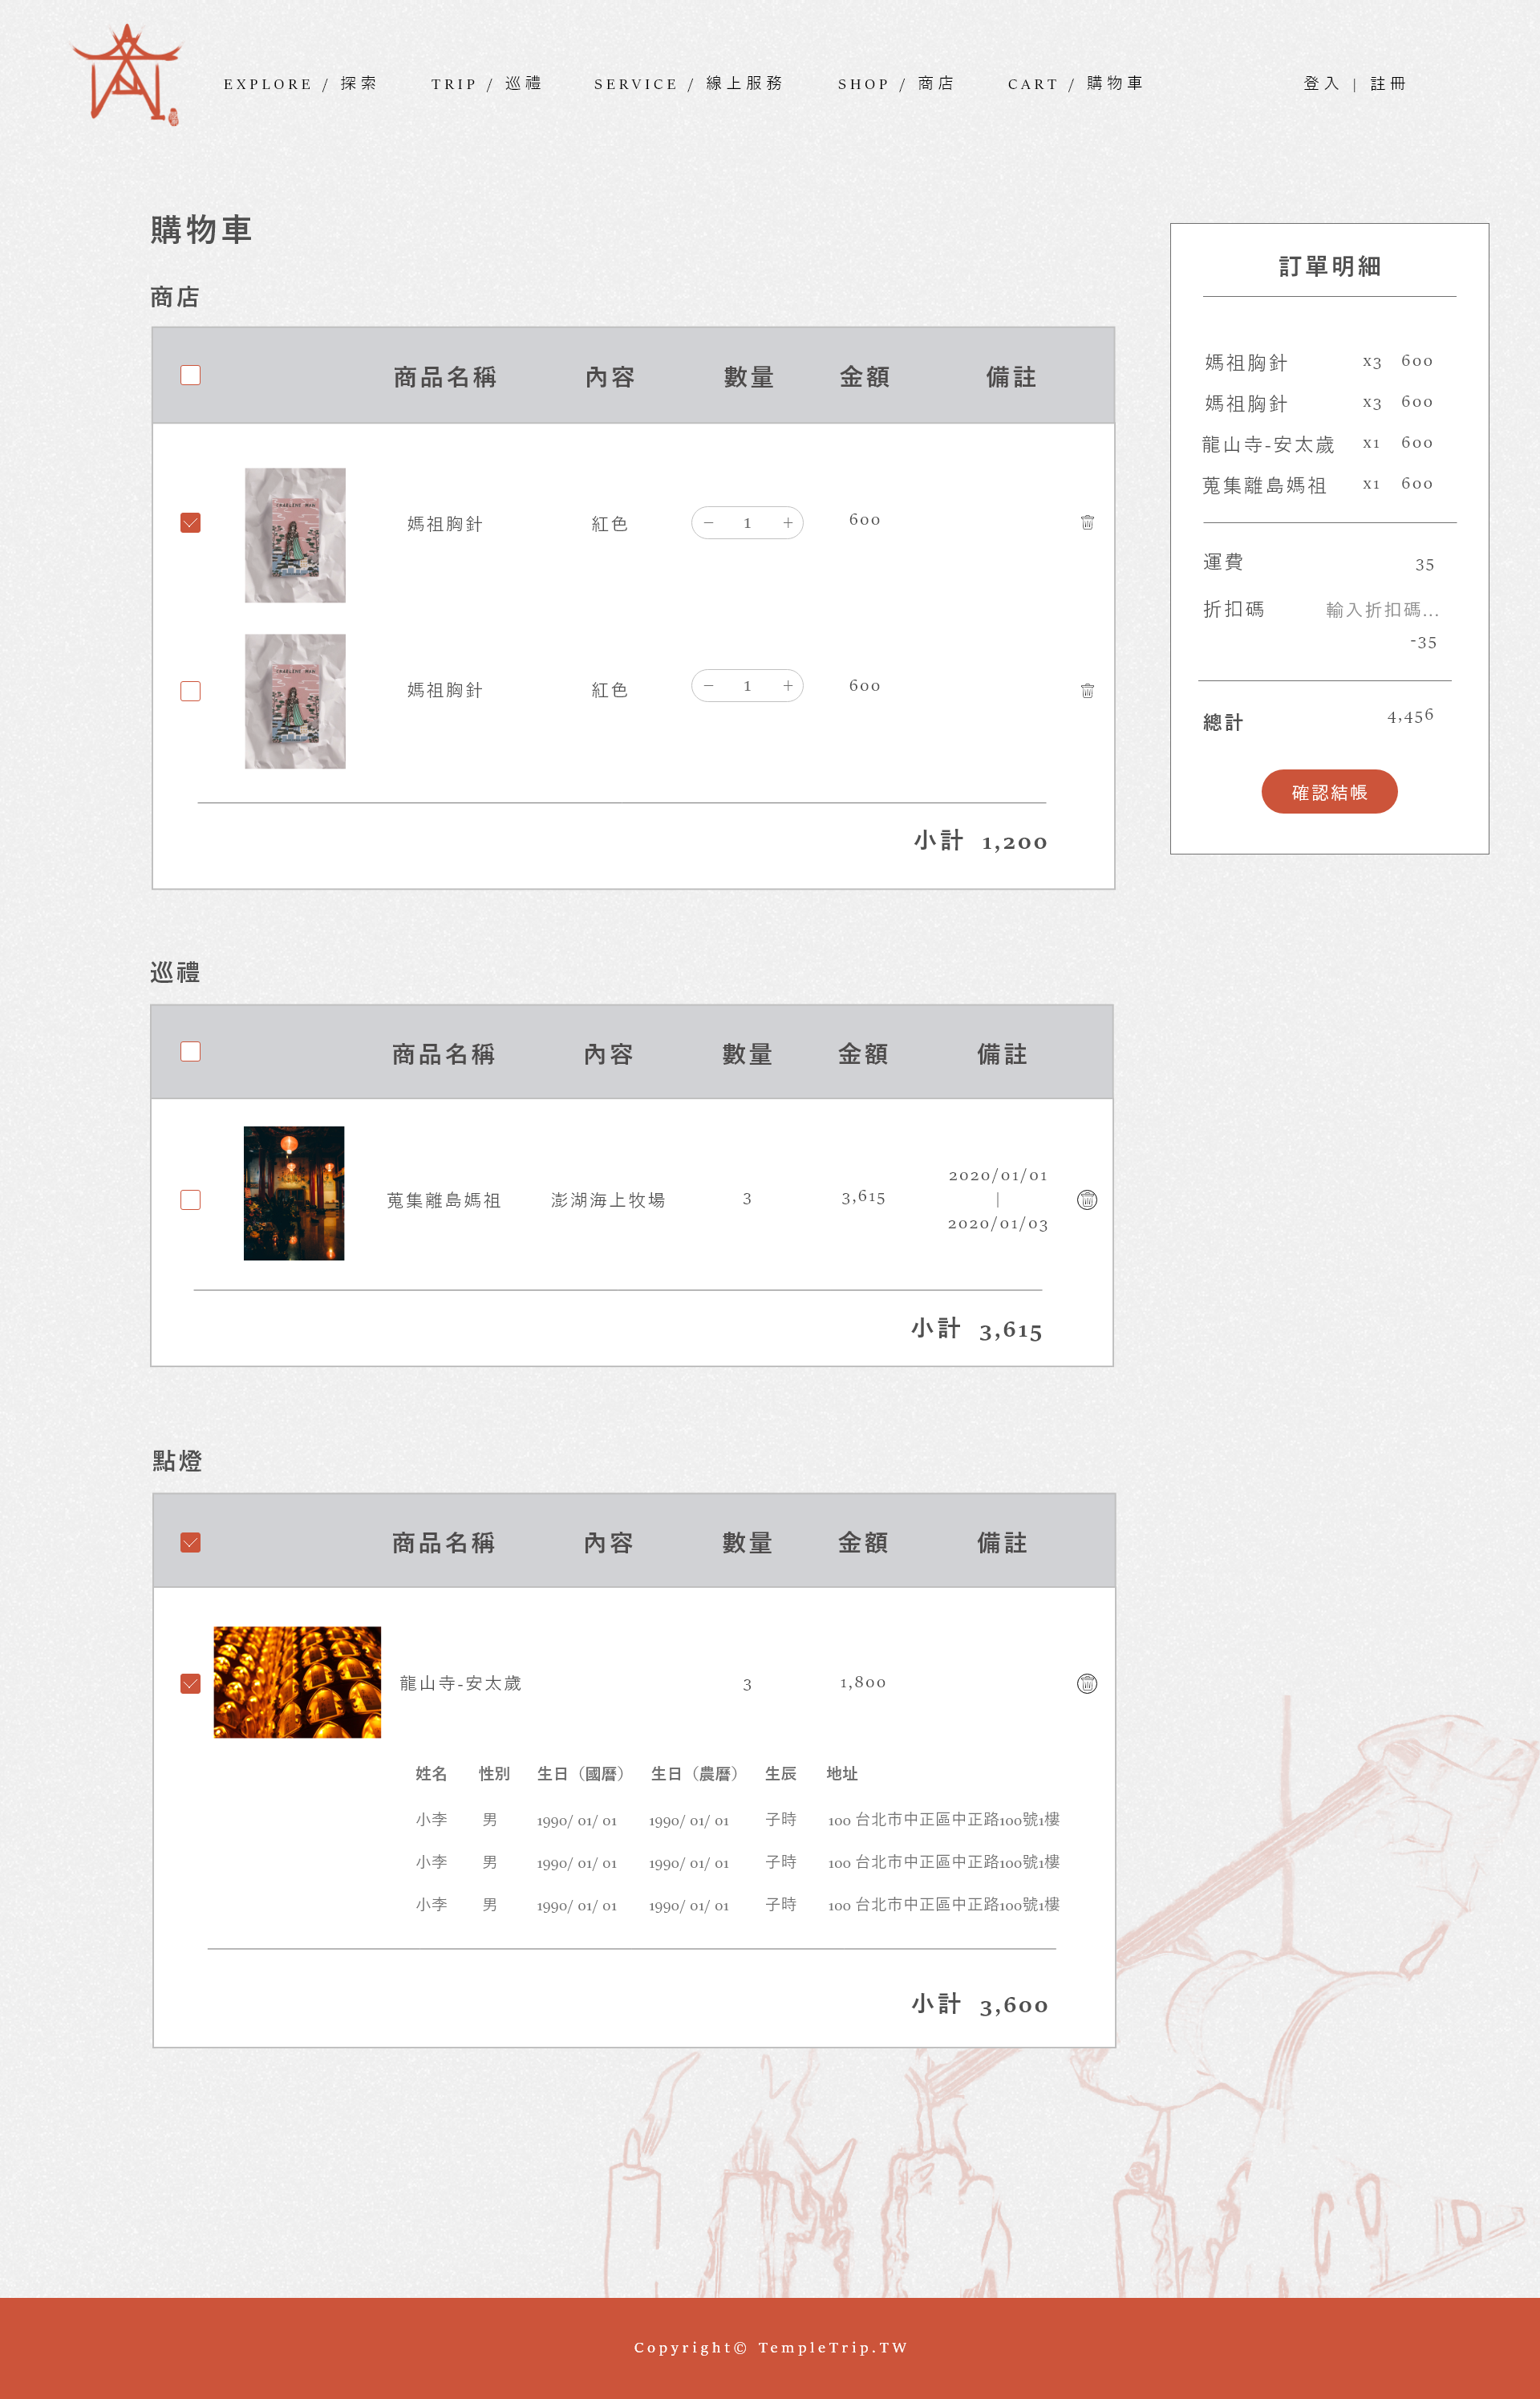 EXPLORE / 探索 TRIP / 巡禮 SERVICE / 線上服務 SHOP / 商店 CART / 購物車 登入 | 註冊
購物車
商店
商品名稱 內容 數量 金額 備註
CHARLENE MAN
媽祖胸針 紅色 － 1 ＋ 600
CHARLENE MAN
媽祖胸針 紅色 － 1 ＋ 600
小計 1,200
訂單明細
媽祖胸針 x3 600
媽祖胸針 x3 600
龍山寺-安太歲 x1 600
蒐集離島媽祖 x1 600
運費 35
折扣碼 輸入折扣碼...
-35
總計 4,456
確認結帳
巡禮
商品名稱 內容 數量 金額 備註
蒐集離島媽祖 澎湖海上牧場 3 3,615 2020/01/01
|
2020/01/03
小計 3,615
點燈
商品名稱 內容 數量 金額 備註
龍山寺-安太歲 3 1,800
姓名 性別 生日（國曆） 生日（農曆） 生辰 地址
小李 男 1990/ 01/ 01 1990/ 01/ 01 子時 100 台北市中正區中正路100號1樓
小李 男 1990/ 01/ 01 1990/ 01/ 01 子時 100 台北市中正區中正路100號1樓
小李 男 1990/ 01/ 01 1990/ 01/ 01 子時 100 台北市中正區中正路100號1樓
小計 3,600
Copyright© TempleTrip.TW